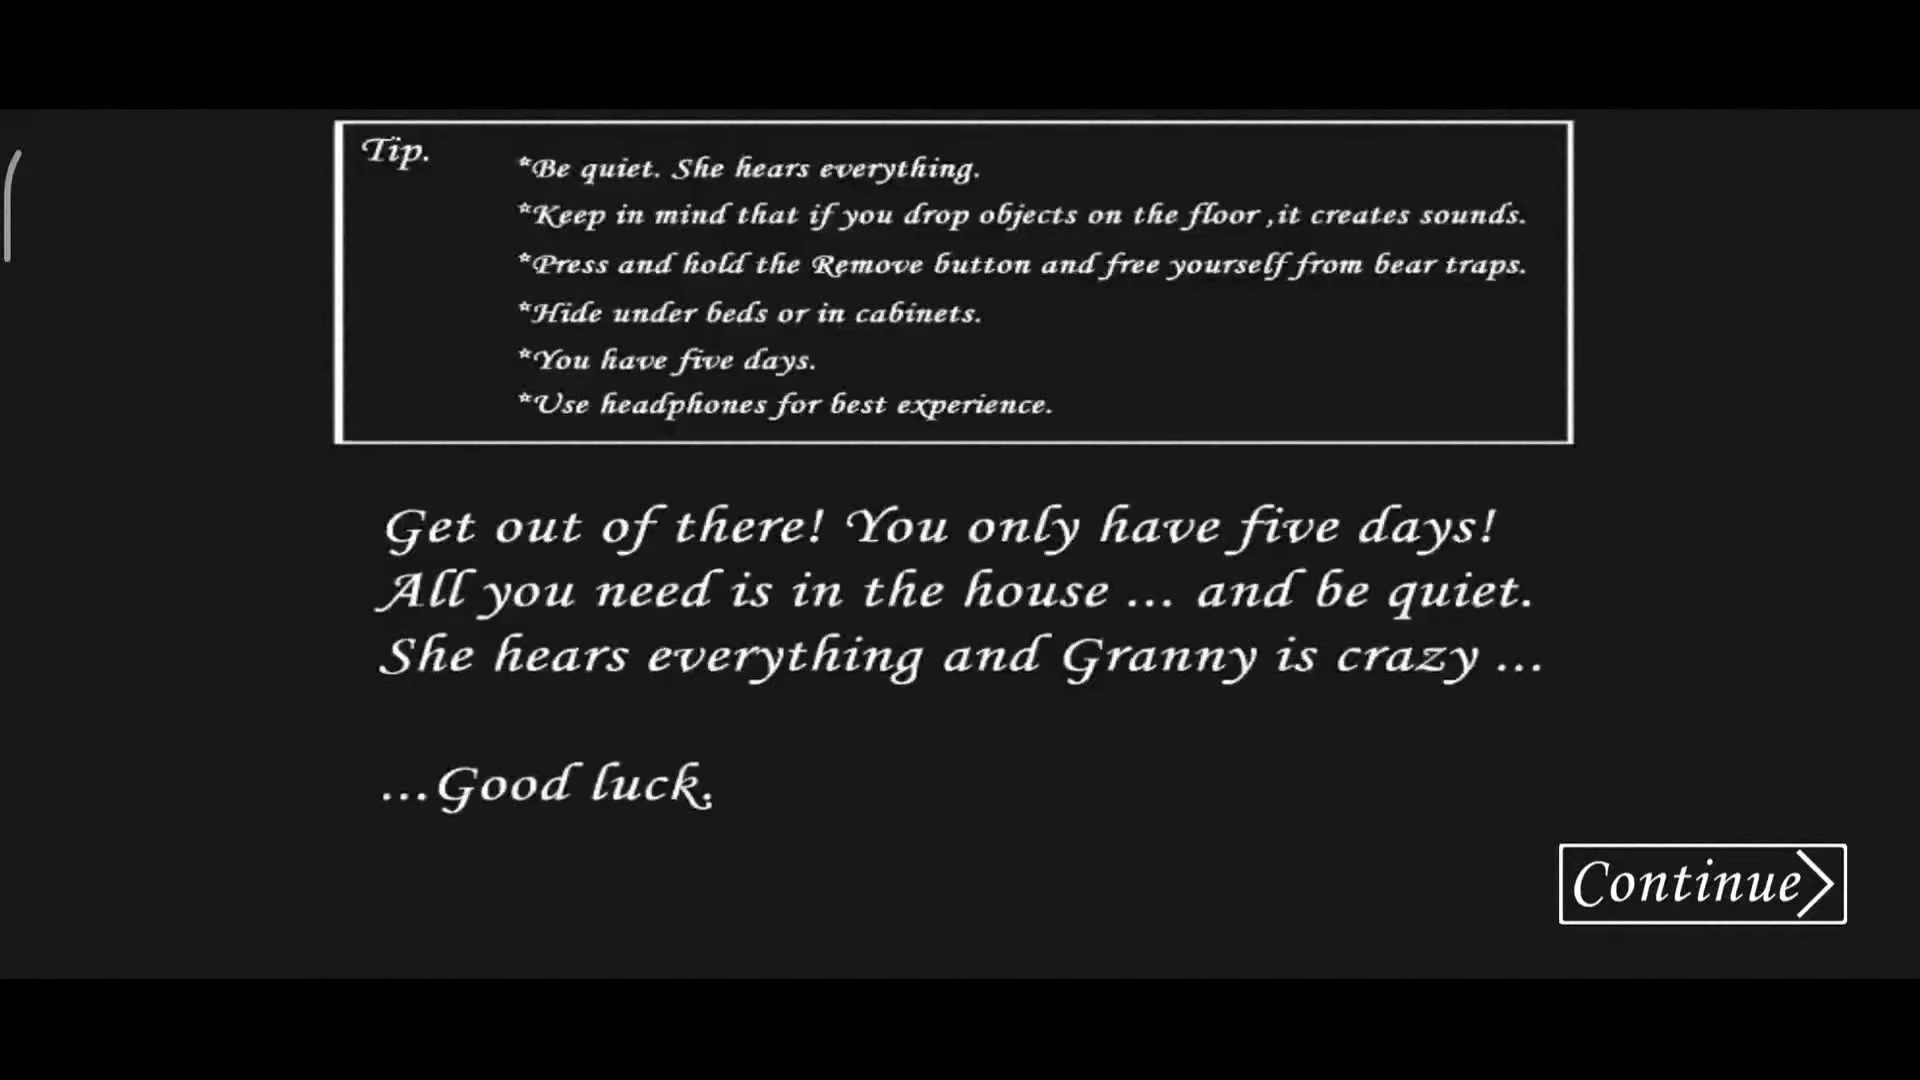 Tip.
*Be quiet. She hears everything.
*Keep in mind that if you drop objects on the floor ,it creates sounds.
*Press and hold the Remove button and free yourself from bear traps.
*Hide under beds or in cabinets.
*You have five days.
*Use headphones for best experience.
Get out of there! You only have five days!
All you need is in the house ... and be quiet.
She hears everything and Granny is crazy ...
...Good luck.
Continue